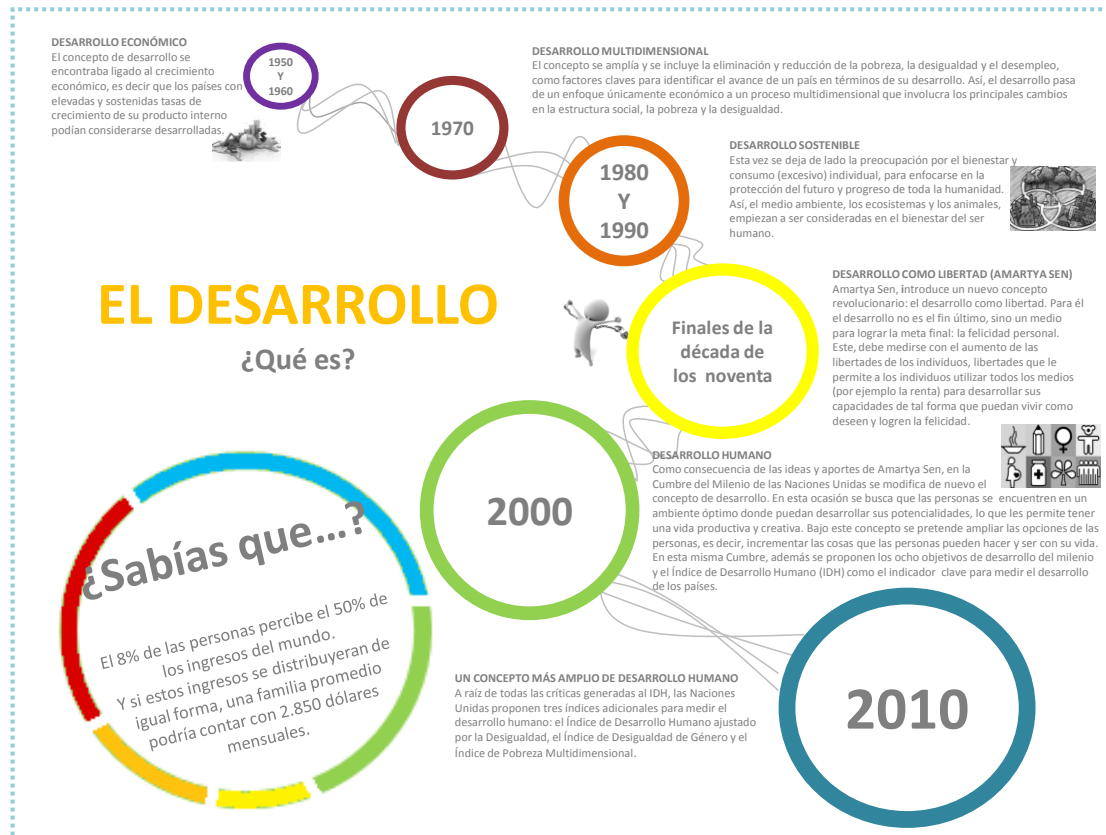 DESARROLLO ECONÓMICO
El concepto de desarrollo se
encontraba ligado al crecimiento
económico, es decir que los países con
elevadas y sostenidas tasas de
crecimiento de su producto interno
podían considerarse desarrolladas.
1950
Y
1960
1970
DESARROLLO MULTIDIMENSIONAL
El concepto se amplía y se incluye la eliminación y reducción de la pobreza, la desigualdad y el desempleo,
como factores claves para identificar el avance de un país en términos de su desarrollo. Así, el desarrollo pasa
de un enfoque únicamente económico a un proceso multidimensional que involucra los principales cambios
en la estructura social, la pobreza y la desigualdad.
1980
Y
1990
DESARROLLO SOSTENIBLE
Esta vez se deja de lado la preocupación por el bienestar y
consumo (excesivo) individual, para enfocarse en la
protección del futuro y progreso de toda la humanidad.
Así, el medio ambiente, los ecosistemas y los animales,
empiezan a ser consideradas en el bienestar del ser
humano.
EL DESARROLLO
¿Qué es?
Finales de la
década de
los noventa
DESARROLLO COMO LIBERTAD (AMARTYA SEN)
Amartya Sen, introduce un nuevo concepto
revolucionario: el desarrollo como libertad. Para él
el desarrollo no es el fin último, sino un medio
para lograr la meta final: la felicidad personal.
Este, debe medirse con el aumento de las
libertades de los individuos, libertades que le
permite a los individuos utilizar todos los medios
(por ejemplo la renta) para desarrollar sus
capacidades de tal forma que puedan vivir como
deseen y logren la felicidad.
2000
DESARROLLO HUMANO
Como consecuencia de las ideas y aportes de Amartya Sen, en la
Cumbre del Milenio de las Naciones Unidas se modifica de nuevo el
concepto de desarrollo. En esta ocasión se busca que las personas se encuentren en un
ambiente óptimo donde puedan desarrollar sus potencialidades, lo que les permite tener
una vida productiva y creativa. Bajo este concepto se pretende ampliar las opciones de las
personas, es decir, incrementar las cosas que las personas pueden hacer y ser con su vida.
En esta misma Cumbre, además se proponen los ocho objetivos de desarrollo del milenio
y el Índice de Desarrollo Humano (IDH) como el indicador clave para medir el desarrollo
de los países.
¿Sabías que...?
El 8% de las personas percibe el 50% de
los ingresos del mundo.
Y si estos ingresos se distribuyeran de
igual forma, una familia promedio
podría contar con 2.850 dólares
mensuales.
UN CONCEPTO MÁS AMPLIO DE DESARROLLO HUMANO
A raíz de todas las críticas generadas al IDH, las Naciones
Unidas proponen tres índices adicionales para medir el
desarrollo humano: el Índice de Desarrollo Humano ajustado
por la Desigualdad, el Índice de Desigualdad de Género y el
Índice de Pobreza Multidimensional.
2010